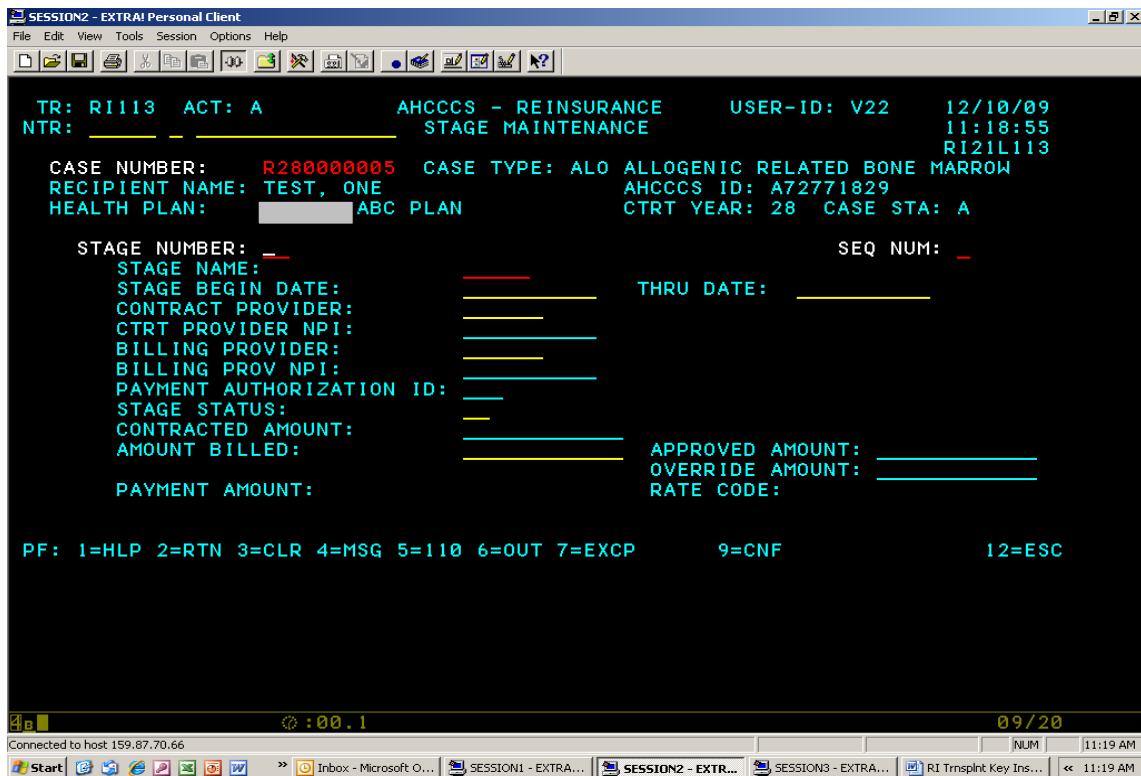 SESSION2 - EXTRA! Personal Client
File Edit View Tools Session Options Help
TR: RI113 ACT: A AHCCCS - REINSURANCE USER-ID: V22 12/10/09
NTR: STAGE MAINTENANCE 11:18:55
RI21L113
CASE NUMBER: R280000005 CASE TYPE: ALO ALLOGENIC RELATED BONE MARROW
RECIPIENT NAME: TEST, ONE AHCCCS ID: A72771829
HEALTH PLAN: ABC PLAN CTRT YEAR: 28 CASE STA: A
STAGE NUMBER: SEQ NUM:
STAGE NAME:
STAGE BEGIN DATE: THRU DATE:
CONTRACT PROVIDER:
CTRT PROVIDER NPI:
BILLING PROVIDER:
BILLING PROV NPI:
PAYMENT AUTHORIZATION ID:
STAGE STATUS:
CONTRACTED AMOUNT:
AMOUNT BILLED: APPROVED AMOUNT:
OVERRIDE AMOUNT:
PAYMENT AMOUNT: RATE CODE:
PF: 1=HLP 2=RTN 3=CLR 4=MSG 5=110 6=OUT 7=EXCP 9=CNF 12=ESC
4B :00.1 09/20
Connected to host 159.87.70.66 NUM 11:19 AM
Start » Inbox - Microsoft O... SESSION1 - EXTRA... SESSION2 - EXTR... SESSION3 - EXTRA... RI Trnsplnt Key Ins... « 11:19 AM